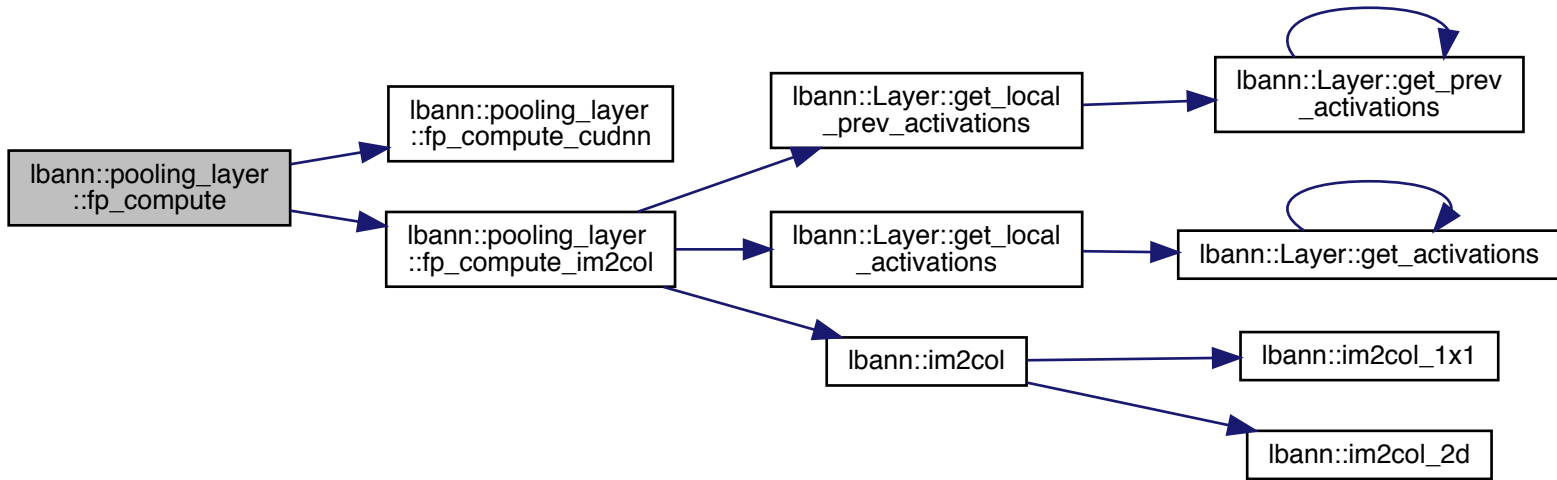 lbann::pooling_layer
::fp_compute
lbann::pooling_layer
::fp_compute_cudnn
lbann::pooling_layer
::fp_compute_im2col
lbann::Layer::get_local
_prev_activations
lbann::Layer::get_prev
_activations
lbann::Layer::get_local
_activations
lbann::Layer::get_activations
lbann::im2col
lbann::im2col_1x1
lbann::im2col_2d